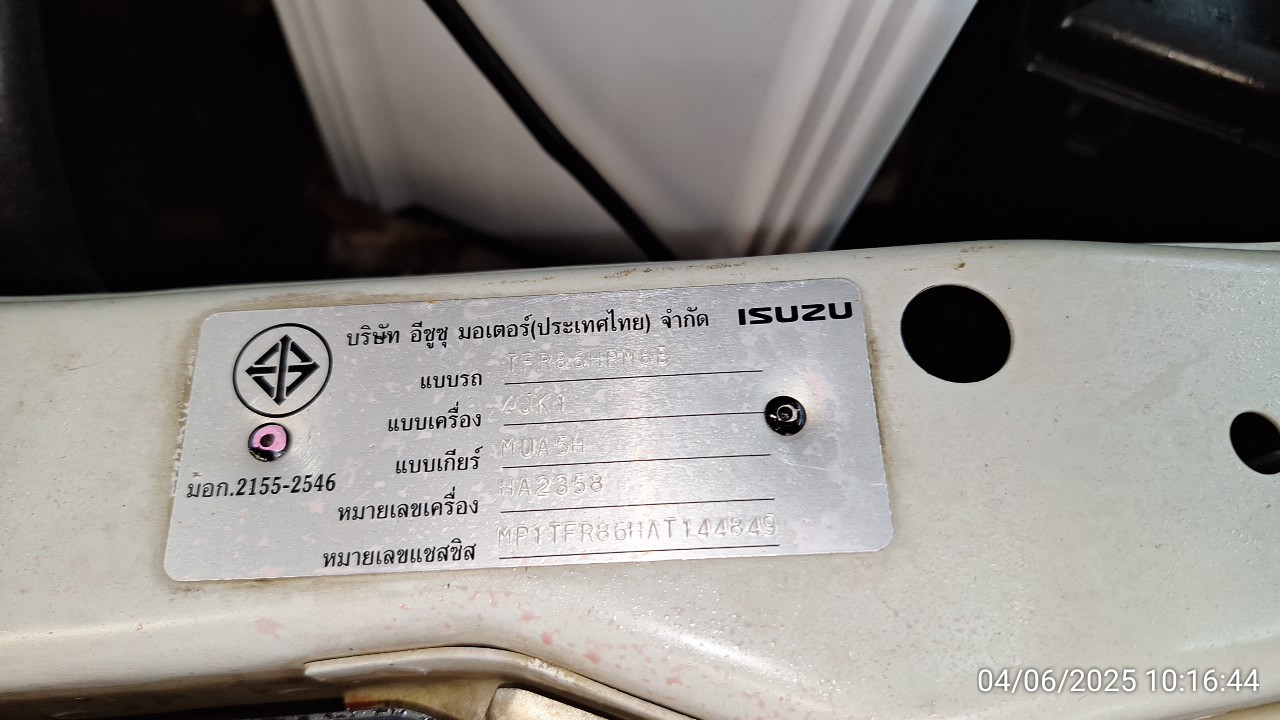 บริษัท อีซูซุ มอเตอร์(ประเทศไทย) จำกัด ISUZU
แบบรถ TFR86HPM6B
แบบเครื่อง 4JK1
แบบเกียร์ MUA5H
มอก.2155-2546
หมายเลขเครื่อง HA2358
หมายเลขแชสซิส MP1TFR86HAT144849
04/06/2025 10:16:44